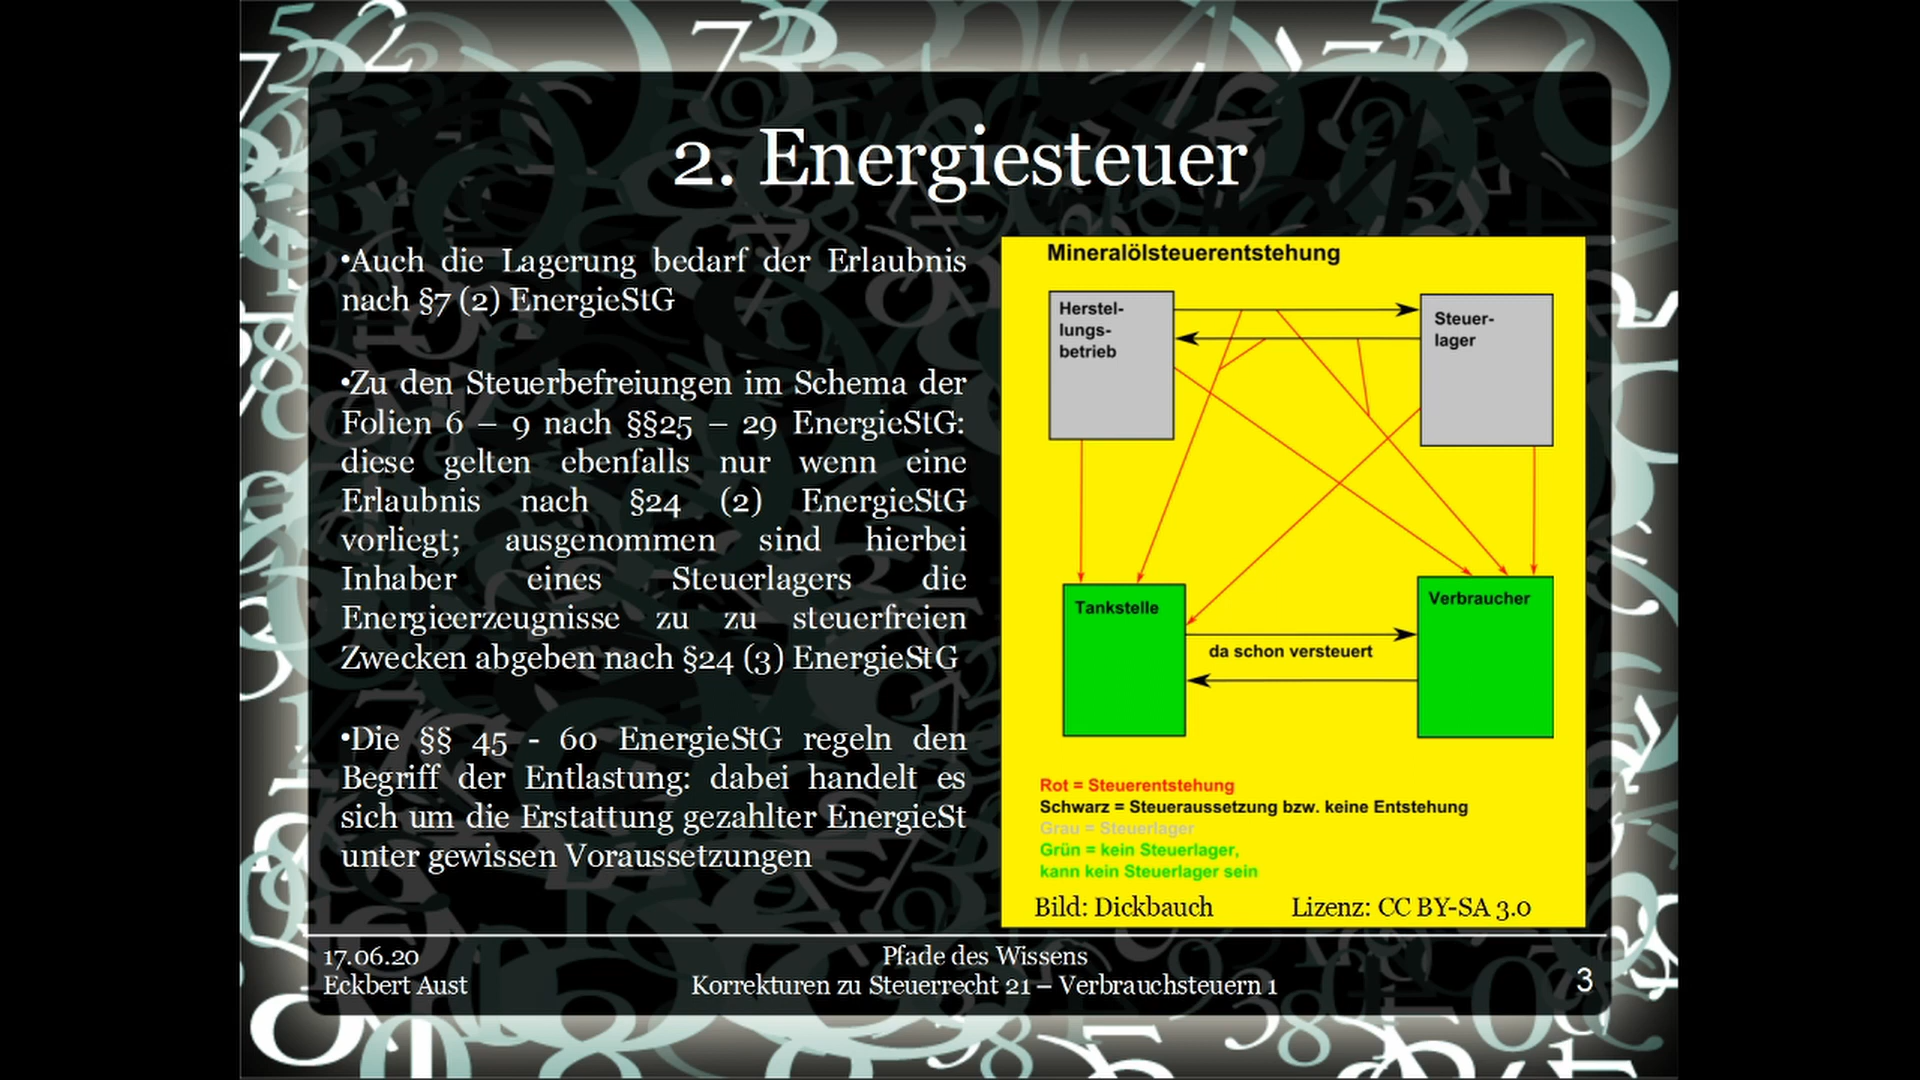 2. Energiesteuer
•Auch die Lagerung bedarf der Erlaubnis
nach §7 (2) EnergieStG
•Zu den Steuerbefreiungen im Schema der
Folien 6 – 9 nach §§25 – 29 EnergieStG:
diese gelten ebenfalls nur wenn eine
Erlaubnis nach §24 (2) EnergieStG
vorliegt; ausgenommen sind hierbei
Inhaber eines Steuerlagers die
Energieerzeugnisse zu zu steuerfreien
Zwecken abgeben nach §24 (3) EnergieStG
•Die §§ 45 - 60 EnergieStG regeln den
Begriff der Entlastung: dabei handelt es
sich um die Erstattung gezahlter EnergieSt
unter gewissen Voraussetzungen
Mineralölsteuerentstehung
Herstel-
lungs-
betrieb
Steuer-
lager
Tankstelle
Verbraucher
da schon versteuert
Rot = Steuerentstehung
Schwarz = Steueraussetzung bzw. keine Entstehung
Grau = Steuerlager
Grün = kein Steuerlager,
kann kein Steuerlager sein
Bild: Dickbauch Lizenz: CC BY-SA 3.0
17.06.20
Eckbert Aust
Pfade des Wissens
Korrekturen zu Steuerrecht 21 – Verbrauchsteuern 1
3